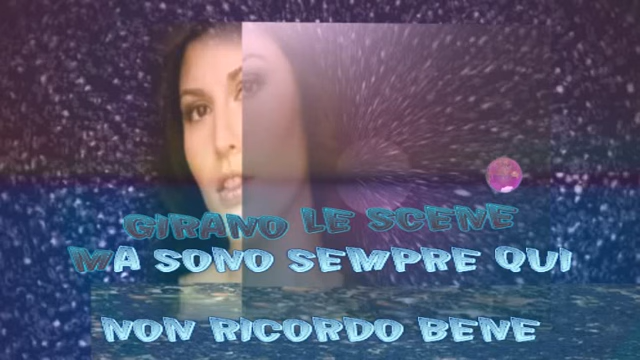 GIRANO LE SCENE
MA SONO SEMPRE QUI
NON RICORDO BENE